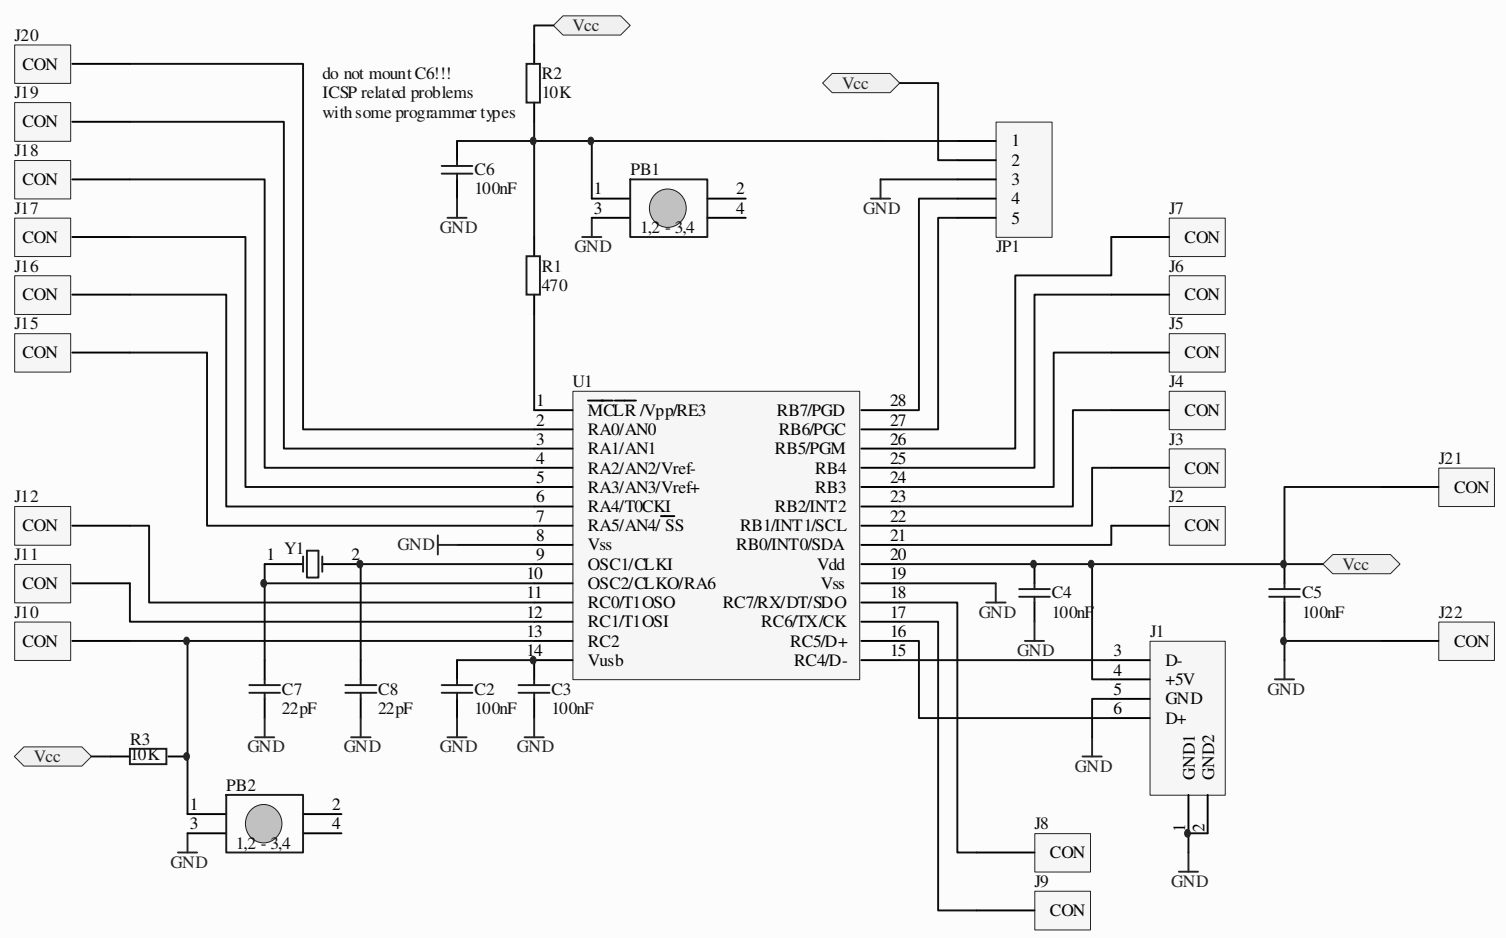 Vcc
J20
CON
do not mount C6!!!
ICSP related problems
with some programmer types
R2
10K
Vcc
J19
CON
J18
CON
J17
CON
J16
CON
J15
CON
C6
100nF
GND
PB1
1
3
2
4
1,2 - 3,4
GND
GND
1
2
3
4
5
JP1
R1
470
J7
CON
J6
CON
J5
CON
J4
CON
J3
CON
J2
CON
U1
1
MCLR /Vpp/RE3
RB7/PGD
28
2
RA0/AN0
RB6/PGC
27
3
RA1/AN1
RB5/PGM
26
4
RA2/AN2/Vref-
RB4
25
5
RA3/AN3/Vref+
RB3
24
6
RA4/T0CKI
RB2/INT2
23
7
RA5/AN4/ SS
RB1/INT1/SCL
22
8
Vss
RB0/INT0/SDA
21
9
OSC1/CLKI
Vdd
20
10
OSC2/CLKO/RA6
Vss
19
11
RC0/T1OSO
RC7/RX/DT/SDO
18
12
RC1/T1OSI
RC6/TX/CK
17
13
RC2
RC5/D+
16
14
Vusb
RC4/D-
15
J12
CON
J11
CON
J10
CON
GND
1
Y1
2
C7
22pF
GND
C8
22pF
GND
C2
100nF
GND
C3
100nF
GND
J21
CON
Vcc
GND
C4
100nF
GND
C5
100nF
GND
J22
CON
J1
3
D-
4
+5V
5
GND
6
D+
GND1
GND2
1
2
GND
GND
Vcc
R3
10K
PB2
1
3
2
4
1,2 - 3,4
GND
J8
CON
J9
CON